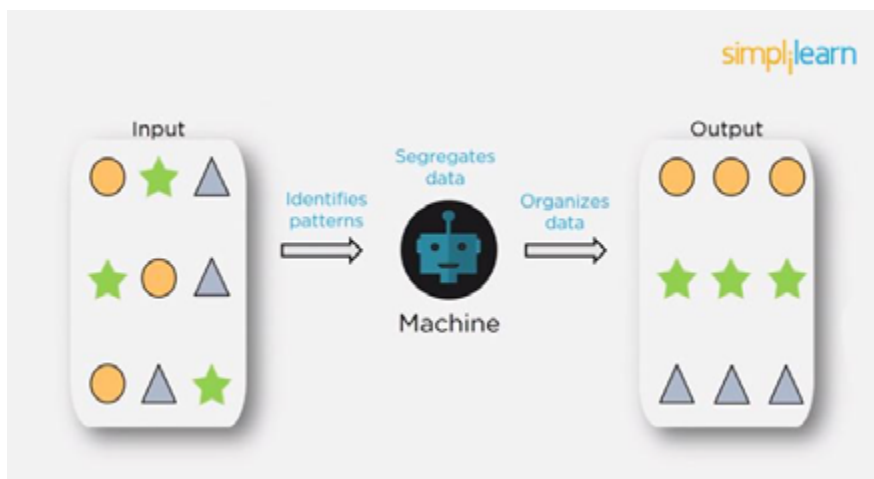 simplilearn
Input
Output
Segregates
data
Identifies
patterns
Organizes
data
Machine